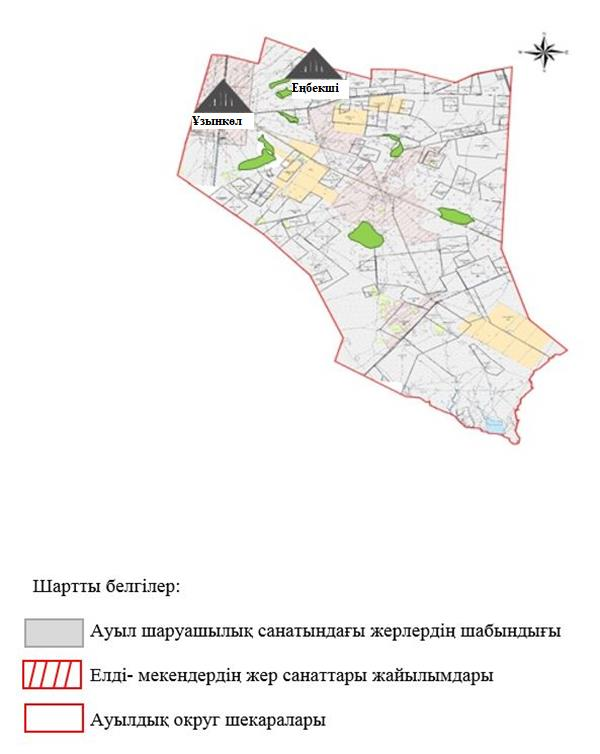 Еңбекші
Ұзынкөл
Шартты белгілер:
Ауыл шаруашылық санатындағы жерлердің шабындығы
Елді- мекендердің жер санаттары жайылымдары
Ауылдық округ шекаралары